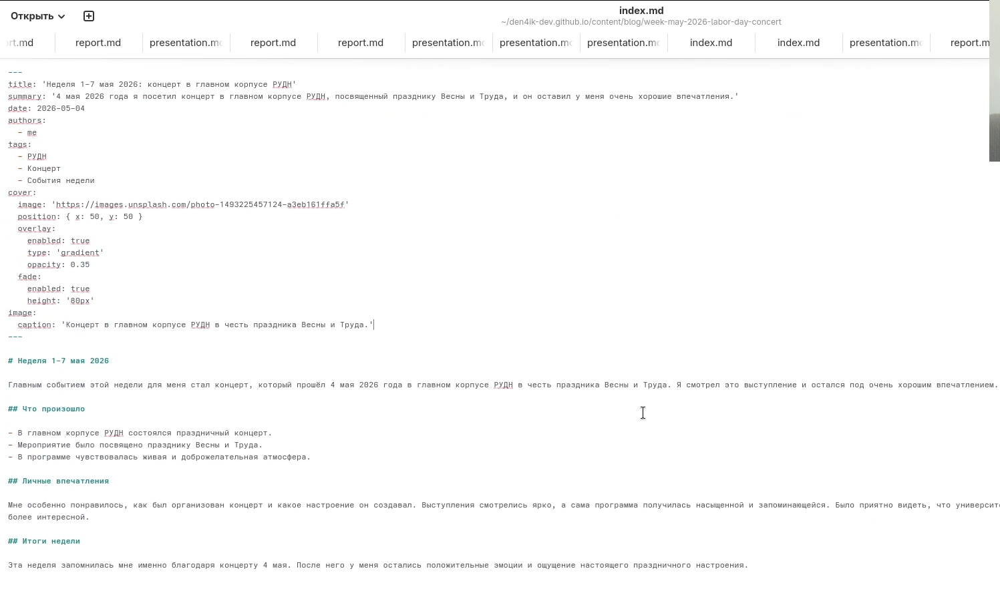 Открыть
index.md
~/den4ik-dev.github.io/content/blog/week-may-2026-labor-day-concert
report.md presentation.md report.md report.md presentation.md presentation.md presentation.md index.md index.md presentation.md report.m
---
title: 'Неделя 1-7 мая 2026: концерт в главном корпусе РУДН'
summary: '4 мая 2026 года я посетил концерт в главном корпусе РУДН, посвященный празднику Весны и Труда, и он оставил у меня очень хорошие впечатления.'
date: 2026-05-04
authors:
  - me
tags:
  - РУДН
  - Концерт
  - События недели
cover:
  image: 'https://images.unsplash.com/photo-1493225457124-a3eb161ffa5f'
  position: { x: 50, y: 50 }
  overlay:
    enabled: true
    type: 'gradient'
    opacity: 0.35
  fade:
    enabled: true
    height: '80px'
image:
  caption: 'Концерт в главном корпусе РУДН в честь праздника Весны и Труда.'
---
# Неделя 1-7 мая 2026
Главным событием этой недели для меня стал концерт, который прошёл 4 мая 2026 года в главном корпусе РУДН в честь праздника Весны и Труда. Я смотрел это выступление и остался под очень хорошим впечатлением.
## Что произошло
- В главном корпусе РУДН состоялся праздничный концерт.
- Мероприятие было посвящено празднику Весны и Труда.
- В программе чувствовалась живая и доброжелательная атмосфера.
## Личные впечатления
Мне особенно понравилось, как был организован концерт и какое настроение он создавал. Выступления смотрелись ярко, а сама программа получилась насыщенной и запоминающейся. Было приятно видеть, что университ
более интересной.
## Итоги недели
Эта неделя запомнилась мне именно благодаря концерту 4 мая. После него у меня остались положительные эмоции и ощущение настоящего праздничного настроения.